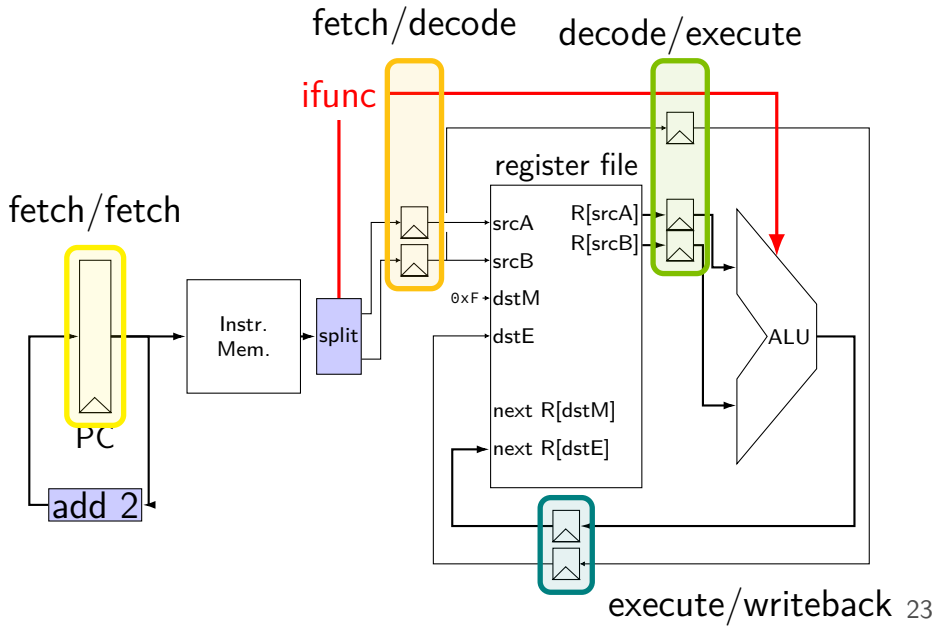 fetch/decode
decode/execute
ifunc
register file
fetch/fetch
srcA
R[srcA]
srcB
R[srcB]
0xF
dstM
Instr.
Mem.
split
dstE
ALU
next R[dstM]
PC
next R[dstE]
add 2
execute/writeback
23